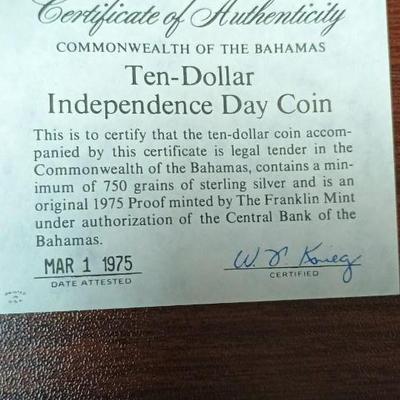 Certificate of Authenticity
COMMONWEALTH OF THE BAHAMAS
Ten-Dollar
Independence Day Coin
This is to certify that the ten-dollar coin accom-
panied by this certificate is legal tender in the
Commonwealth of the Bahamas, contains a min-
imum of 750 grains of sterling silver and is an
original 1975 Proof minted by The Franklin Mint
under authorization of the Central Bank of the
Bahamas.
MAR 1 1975
DATE ATTESTED
CERTIFIED